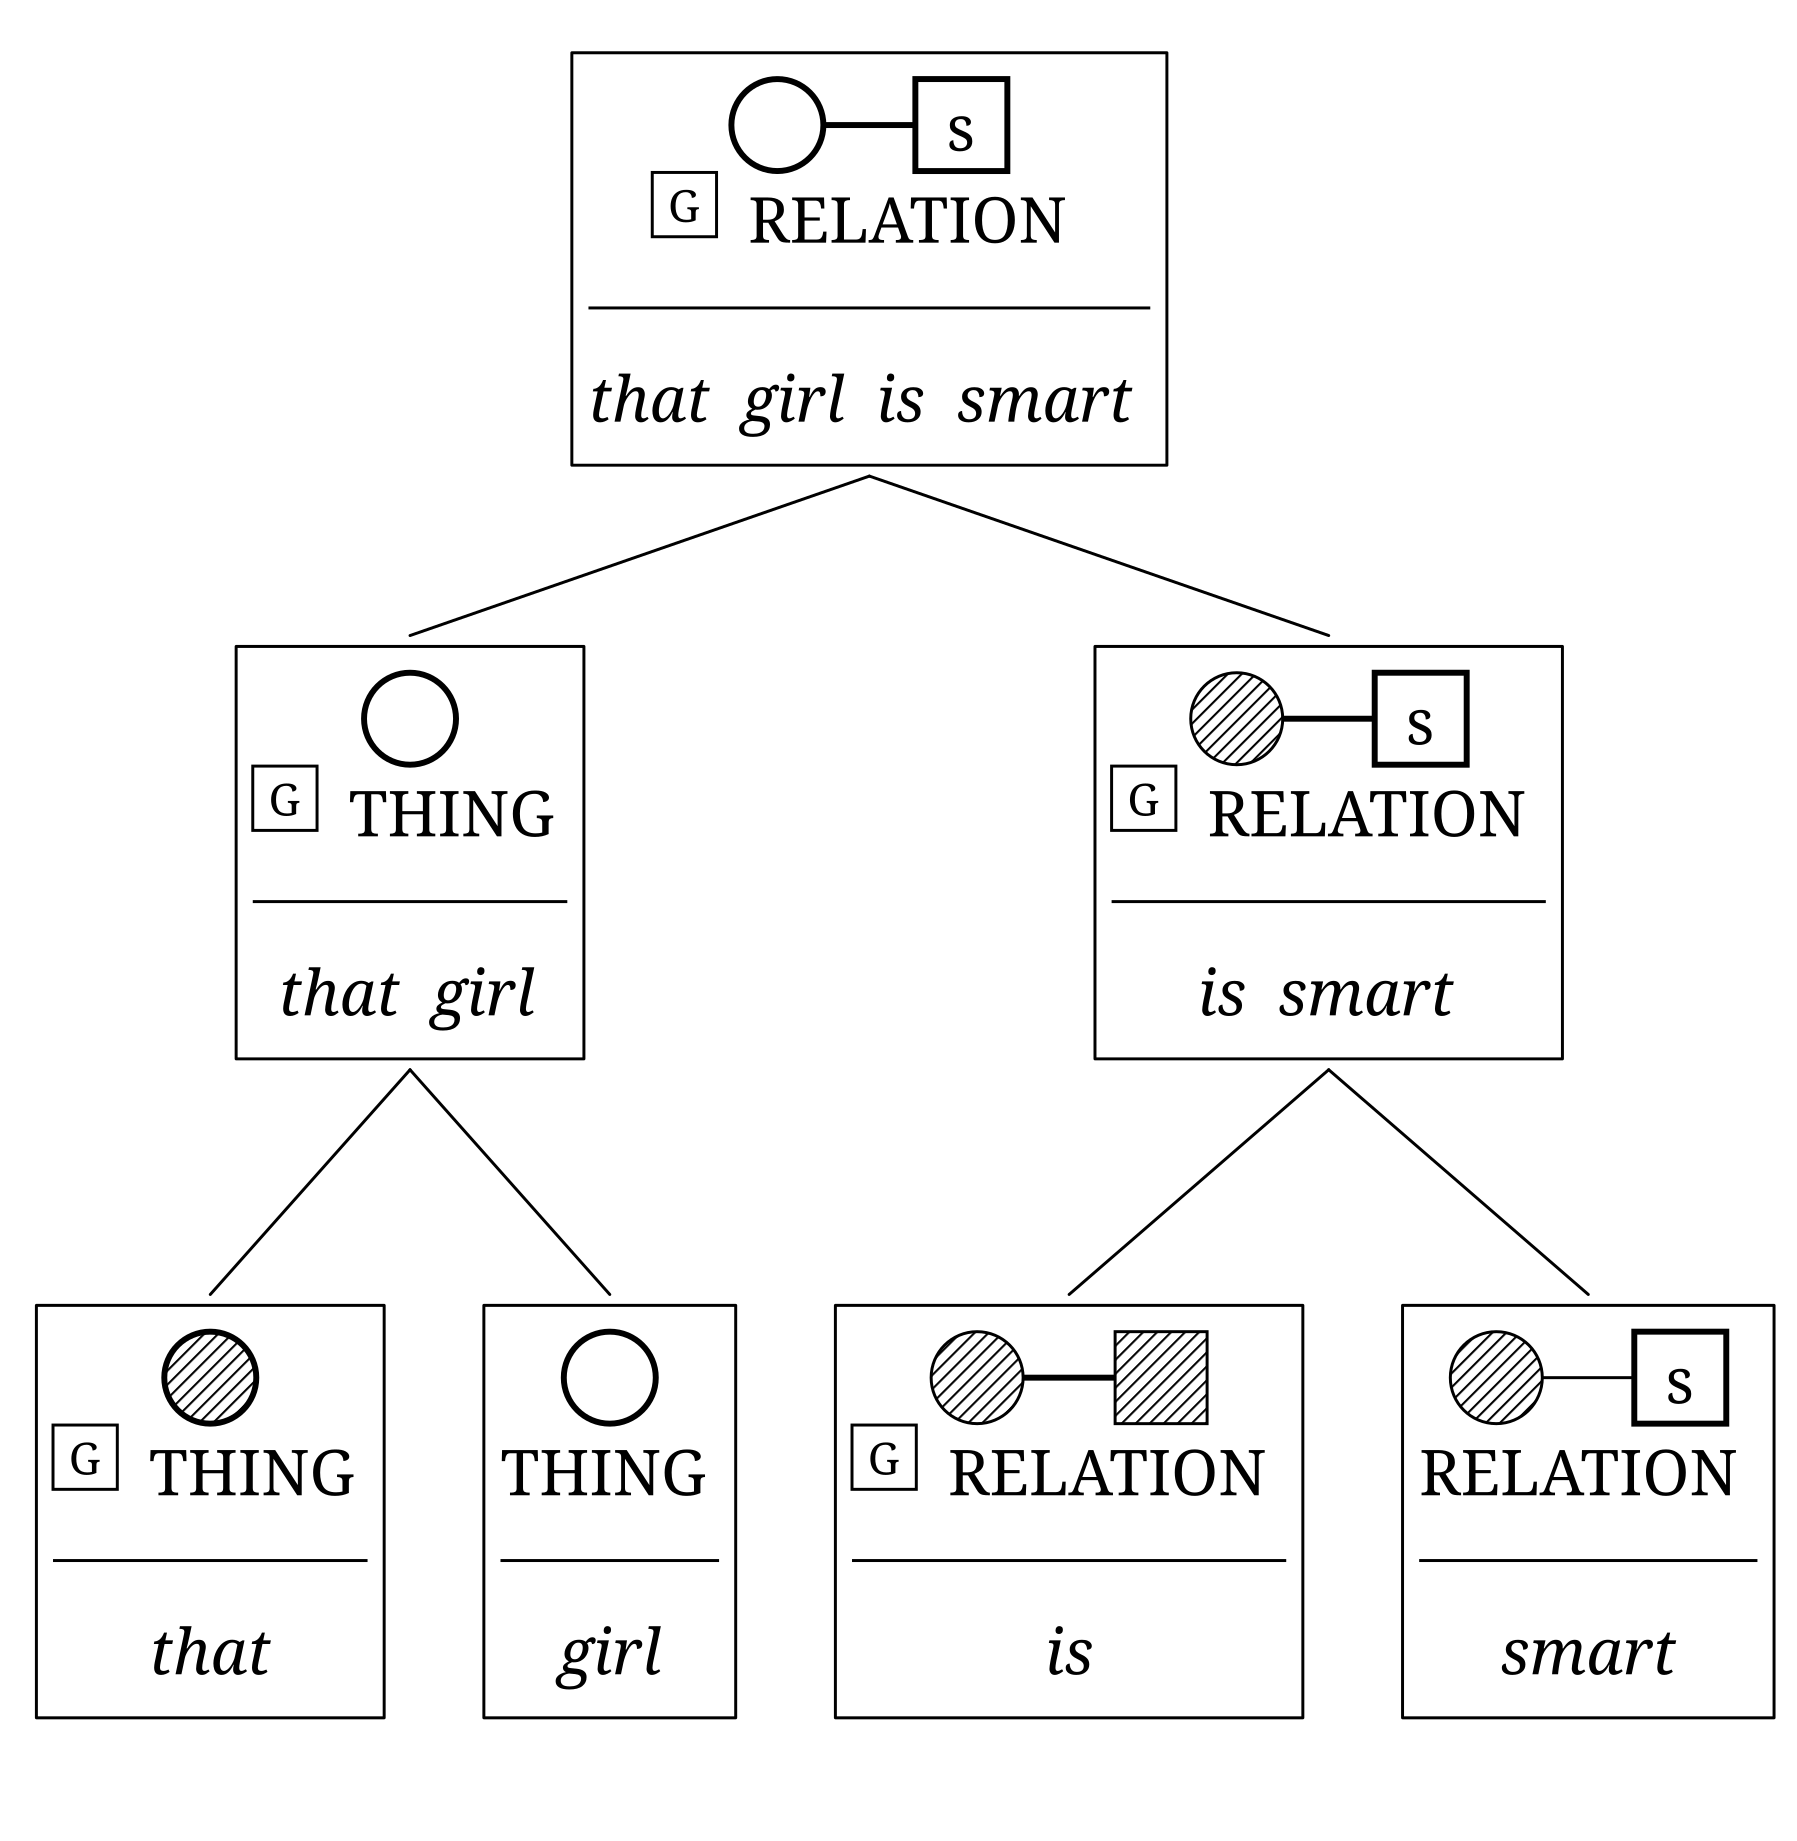 s
G RELATION
that girl is smart
s
G THING G RELATION
that girl is smart
s
G THING THING G RELATION RELATION
that girl is smart